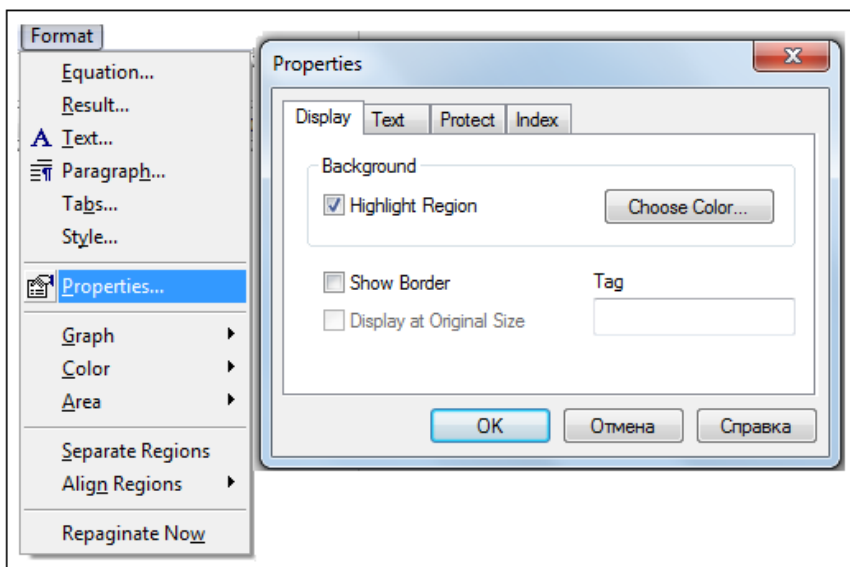 Format
Equation...
Result...
Text...
Paragraph...
Tabs...
Style...
Properties...
Graph
Color
Area
Separate Regions
Align Regions
Repaginate Now
Properties
Display Text Protect Index
Background
Highlight Region Choose Color...
Show Border Tag
Display at Original Size
OK Отмена Справка